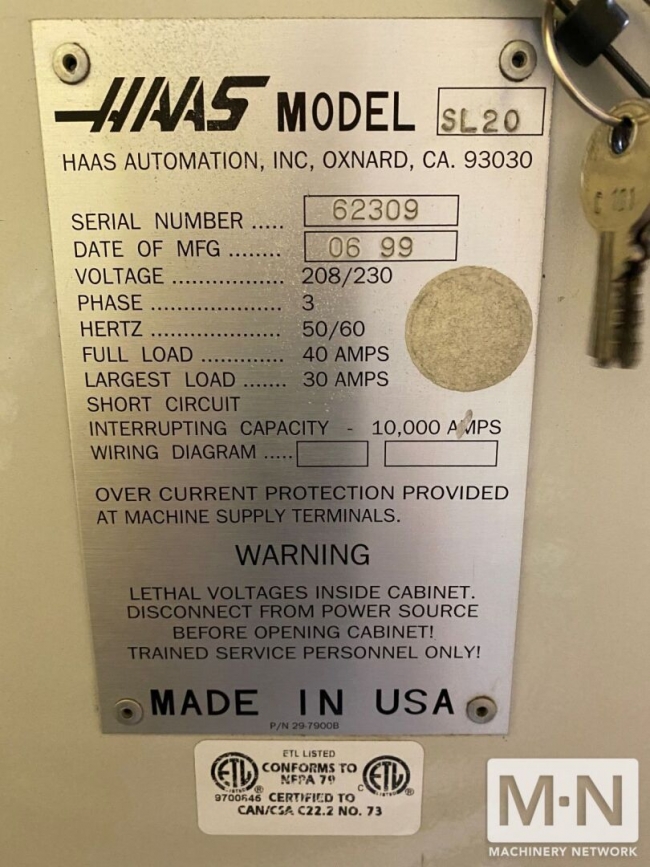 HAAS MODEL SL20
HAAS AUTOMATION, INC, OXNARD, CA. 93030
SERIAL NUMBER ..... 62309
DATE OF MFG ........ 06 99
VOLTAGE ................. 208/230
PHASE .................... 3
HERTZ .................... 50/60
FULL LOAD ............. 40 AMPS
LARGEST LOAD ....... 30 AMPS
SHORT CIRCUIT
INTERRUPTING CAPACITY - 10,000 AMPS
WIRING DIAGRAM .....
OVER CURRENT PROTECTION PROVIDED
AT MACHINE SUPPLY TERMINALS.
WARNING
LETHAL VOLTAGES INSIDE CABINET.
DISCONNECT FROM POWER SOURCE
BEFORE OPENING CABINET!
TRAINED SERVICE PERSONNEL ONLY!
MADE IN USA
P/N 29-7900B
ETL LISTED
CONFORMS TO
NFPA 79
9700646 CERTIFIED TO
CAN/CSA C22.2 NO. 73
ETL
C ETL
M·N
MACHINERY NETWORK